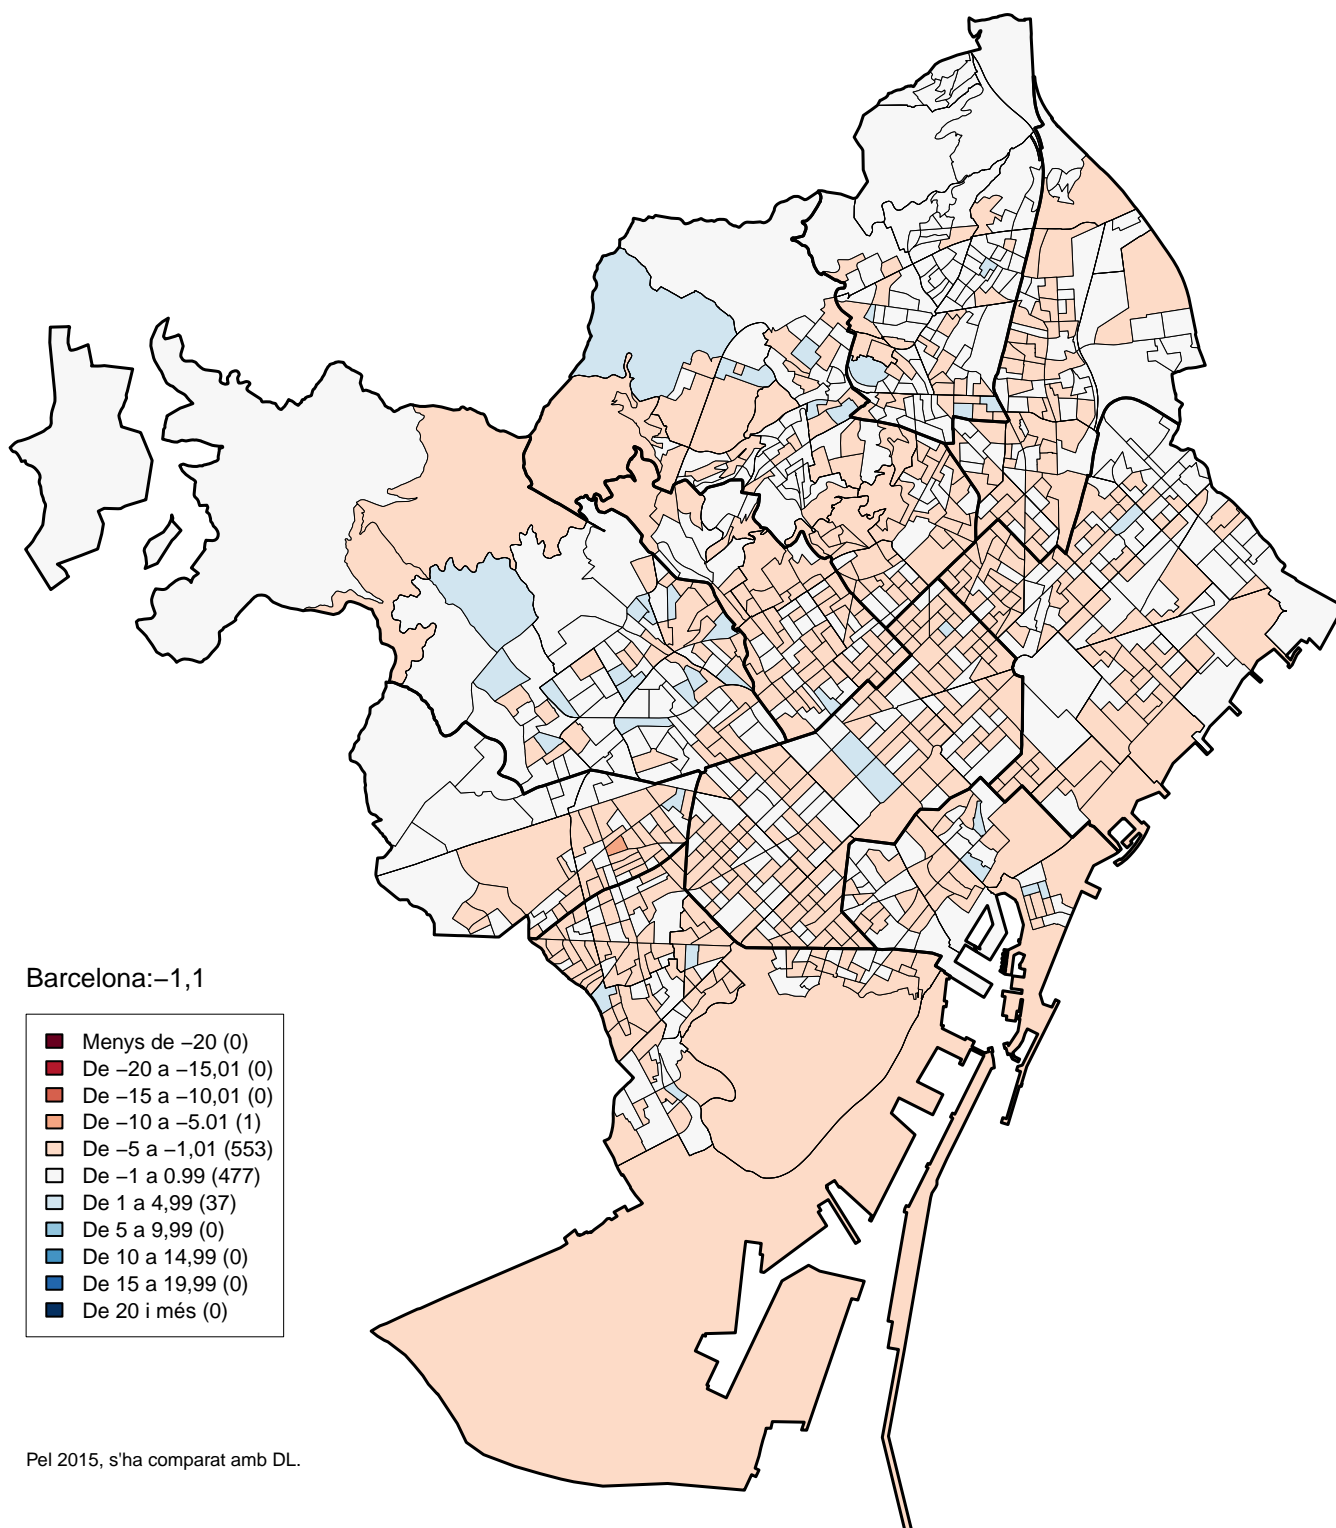 Barcelona:−1,1
Menys de −20 (0)
De −20 a −15,01 (0)
De −15 a −10,01 (0)
De −10 a −5.01 (1)
De −5 a −1,01 (553)
De −1 a 0.99 (477)
De 1 a 4,99 (37)
De 5 a 9,99 (0)
De 10 a 14,99 (0)
De 15 a 19,99 (0)
De 20 i més (0)
Pel 2015, s'ha comparat amb DL.